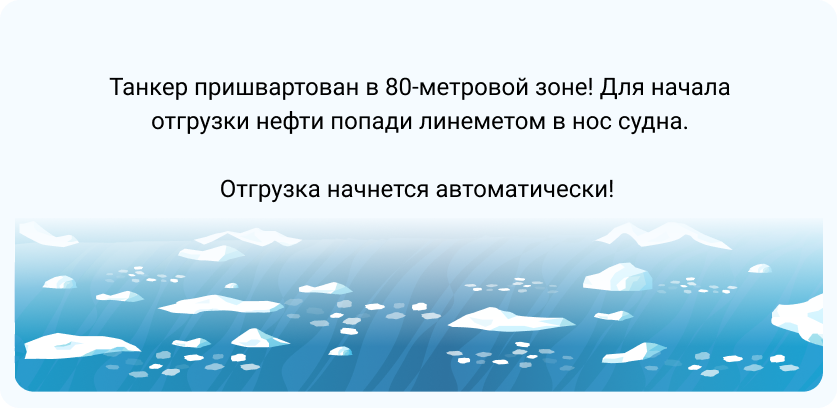 Танкер пришвартован в 80-метровой зоне! Для начала
отгрузки нефти попади линеметом в нос судна.
Отгрузка начнется автоматически!